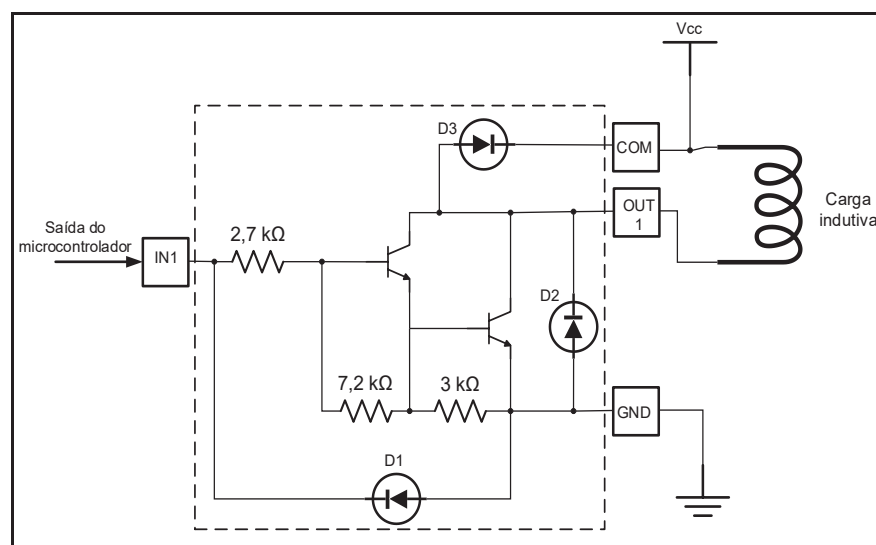 Vcc
D3
COM
OUT
1
Carga
indutiva
Saída do
microcontrolador
IN1
2,7 kΩ
D2
7,2 kΩ
3 kΩ
GND
D1